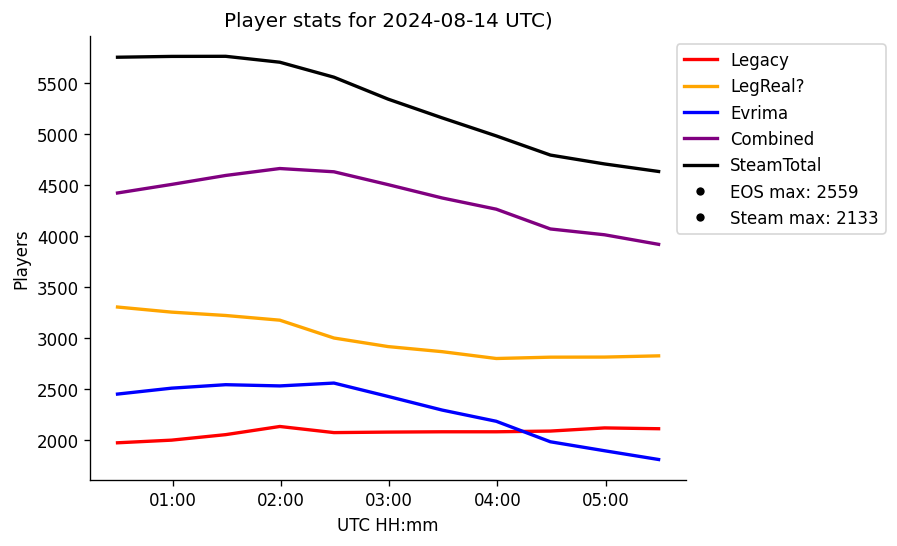 Player stats for 2024-08-14 UTC)
Players
5500
5000
4500
4000
3500
3000
2500
2000
01:00 02:00 03:00 04:00 05:00
UTC HH:mm
Legacy
LegReal?
Evrima
Combined
SteamTotal
EOS max: 2559
Steam max: 2133